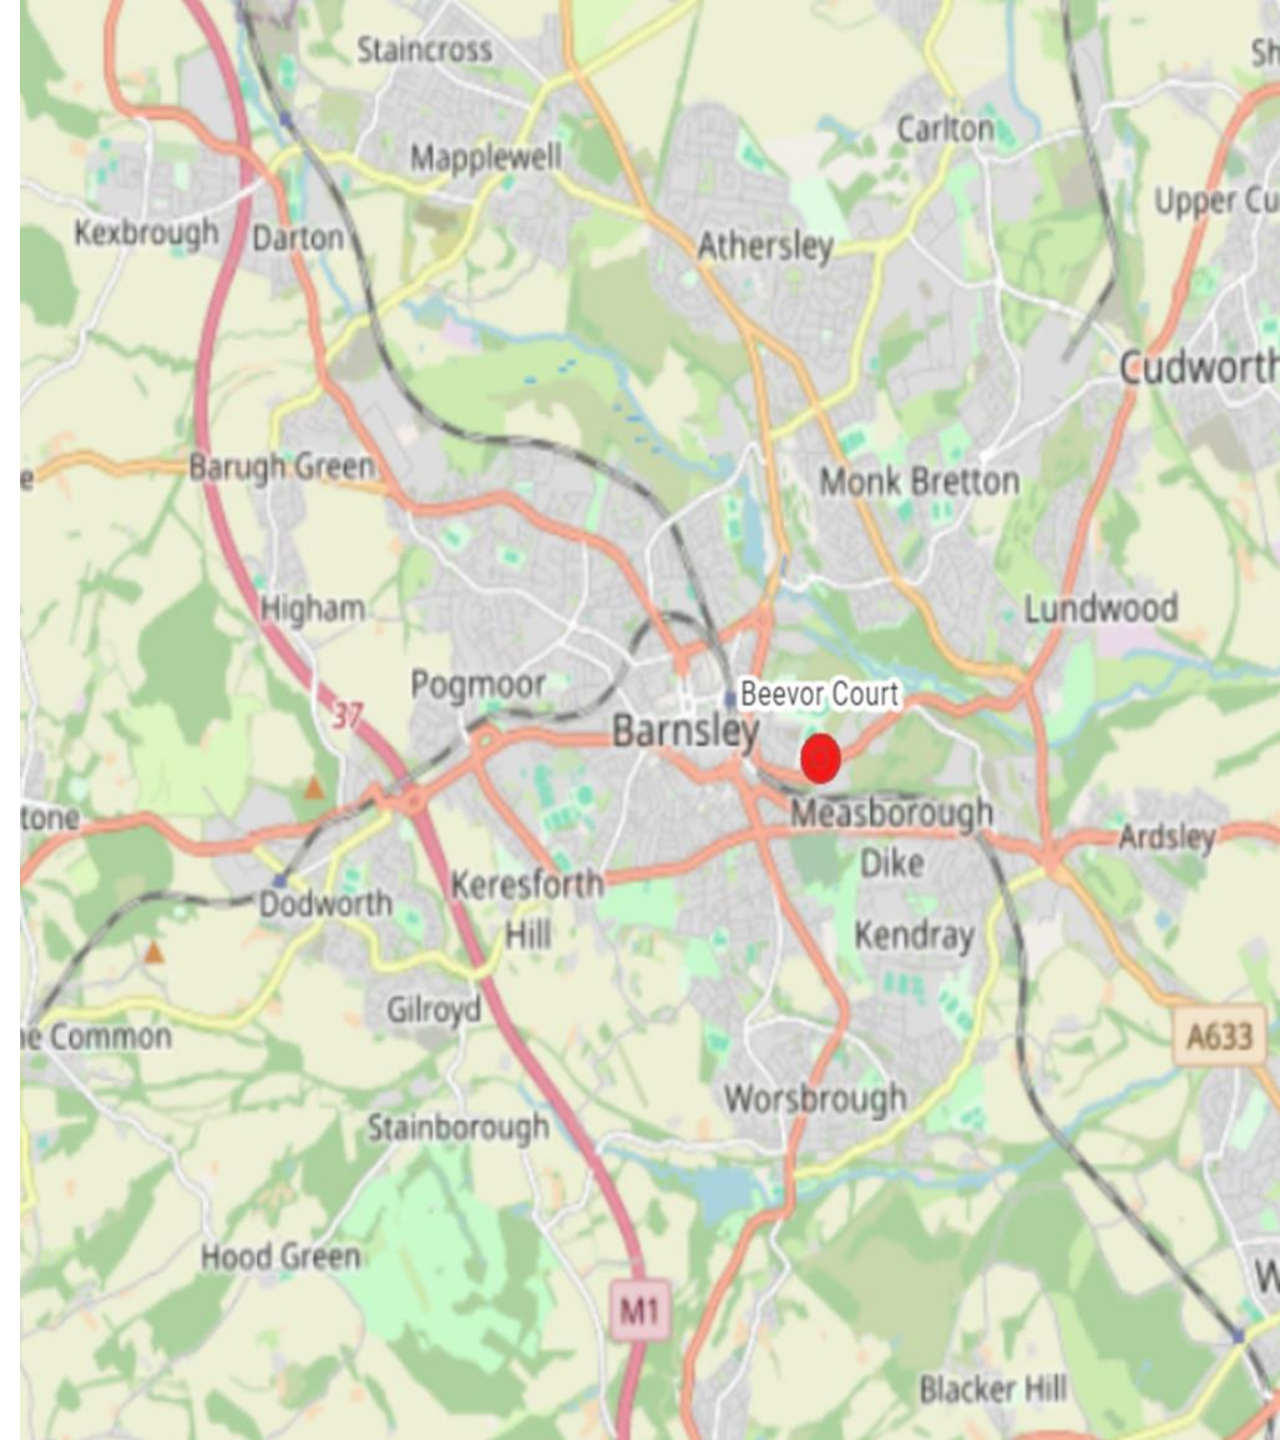 Staincross
Sh
Carlton
Mapplewell
Upper Cu
Kexbrough
Darton
Athersley
Cudworth
Barugh Green
e
Monk Bretton
Higham
Lundwood
Pogmoor
Beevor Court
37
Barnsley
tone
Measborough
Dike
Ardsley
Keresforth
Hill
Dodworth
Kendray
Gilroyd
ne Common
A633
Worsbrough
Stainborough
Hood Green
W
M1
Blacker Hill